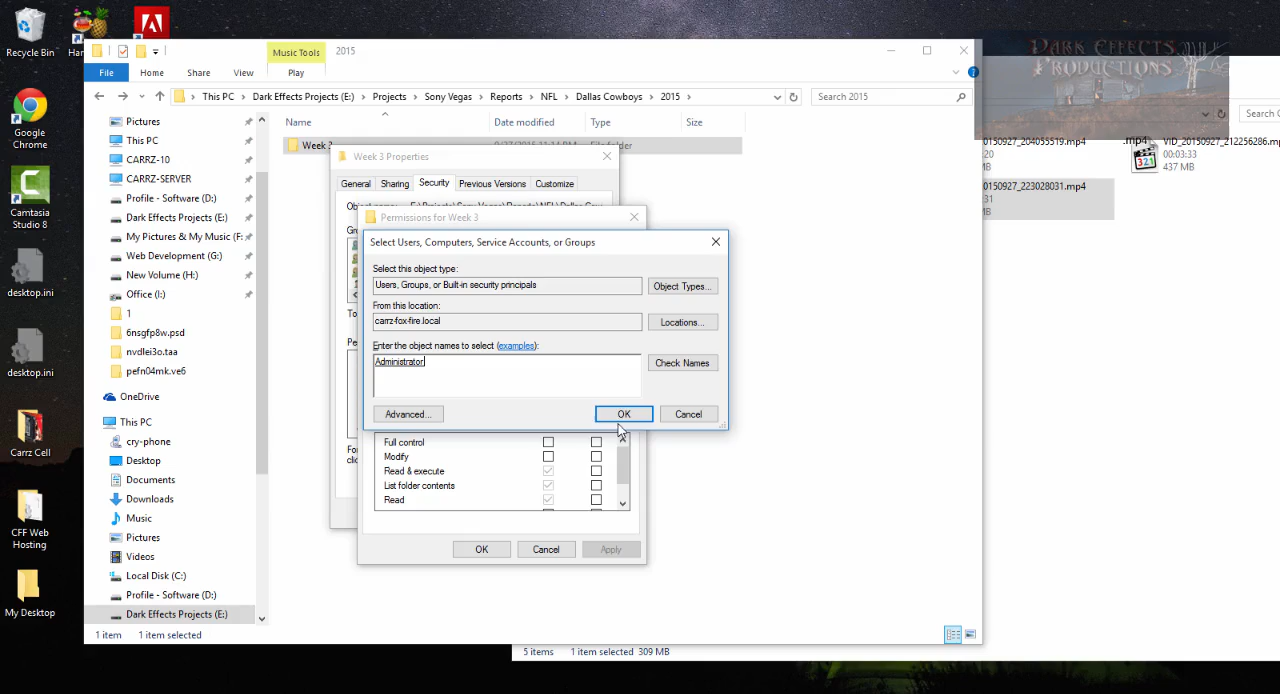 Recycle Bin
Google
Chrome
Camtasia
Studio 8
desktop.ini
desktop.ini
Carrz Cell
CFF Web
Hosting
My Desktop
Music Tools
2015
File
Home
Share
View
Play
This PC
Dark Effects Projects (E:)
Projects
Sony Vegas
Reports
NFL
Dallas Cowboys
2015
Search 2015
Pictures
This PC
CARRZ-10
CARRZ-SERVER
Profile - Software (D:)
Dark Effects Projects (E:)
My Pictures & My Music (F:
Web Development (G:)
New Volume (H:)
Office (I:)
1
6nsgfp8w.psd
nvdlei3o.taa
pefn04mk.ve6
OneDrive
This PC
cry-phone
Desktop
Documents
Downloads
Music
Pictures
Videos
Local Disk (C:)
Profile - Software (D:)
Dark Effects Projects (E:)
1 item
1 item selected
Name
Date modified
Type
Size
Week 3
Week 3 Properties
General
Sharing
Security
Previous Versions
Customize
Permissions for Week 3
Select Users, Computers, Service Accounts, or Groups
Select this object type:
Users, Groups, or Built-in security principals
Object Types...
From this location:
carrz-fox-fire.local
Locations...
Enter the object names to select (examples):
Administrator
Check Names
Advanced...
OK
Cancel
Full control
Modify
Read & execute
List folder contents
Read
OK
Cancel
Apply
DARK EFFECTS
PRODUCTIONS
Search
0150927_204055519.mp4
0150927_223028031.mp4
.mp4
VID_20150927_212256286.mp
00:03:33
437 MB
5 items
1 item selected 309 MB